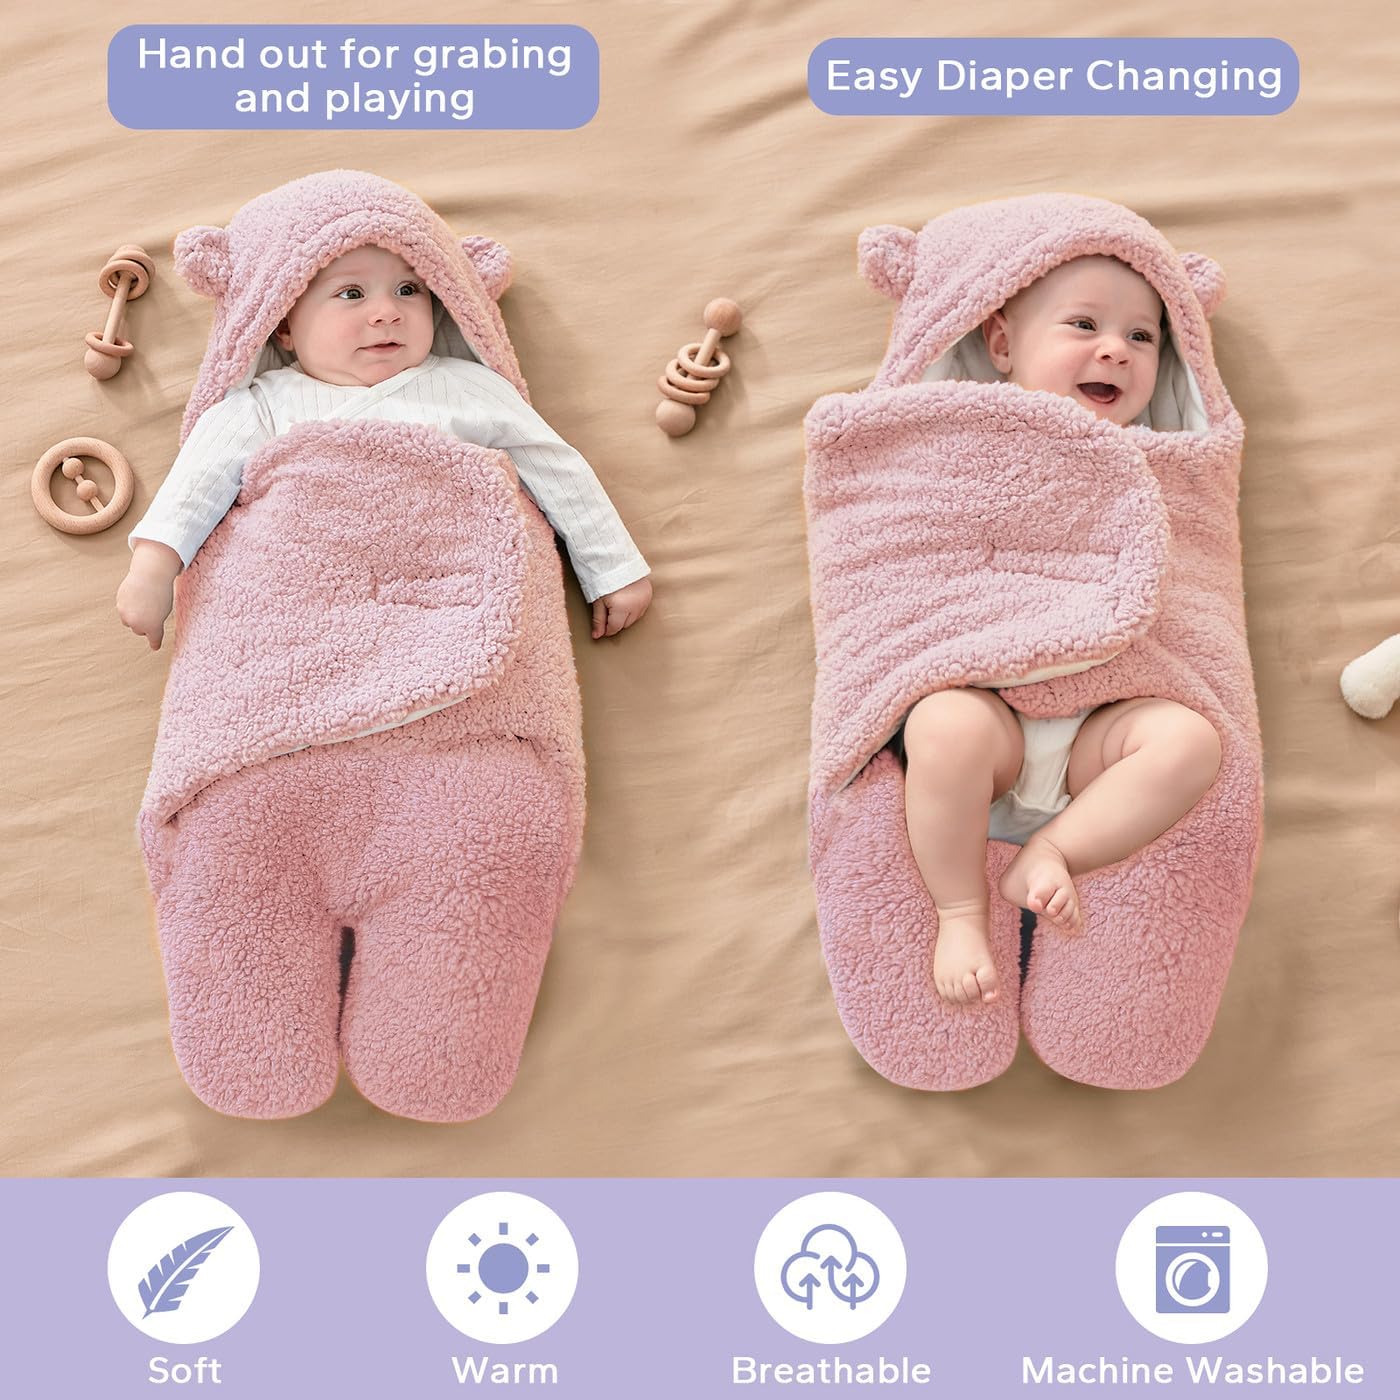 Hand out for grabing
and playing
Easy Diaper Changing
Soft
Warm
Breathable
Machine Washable